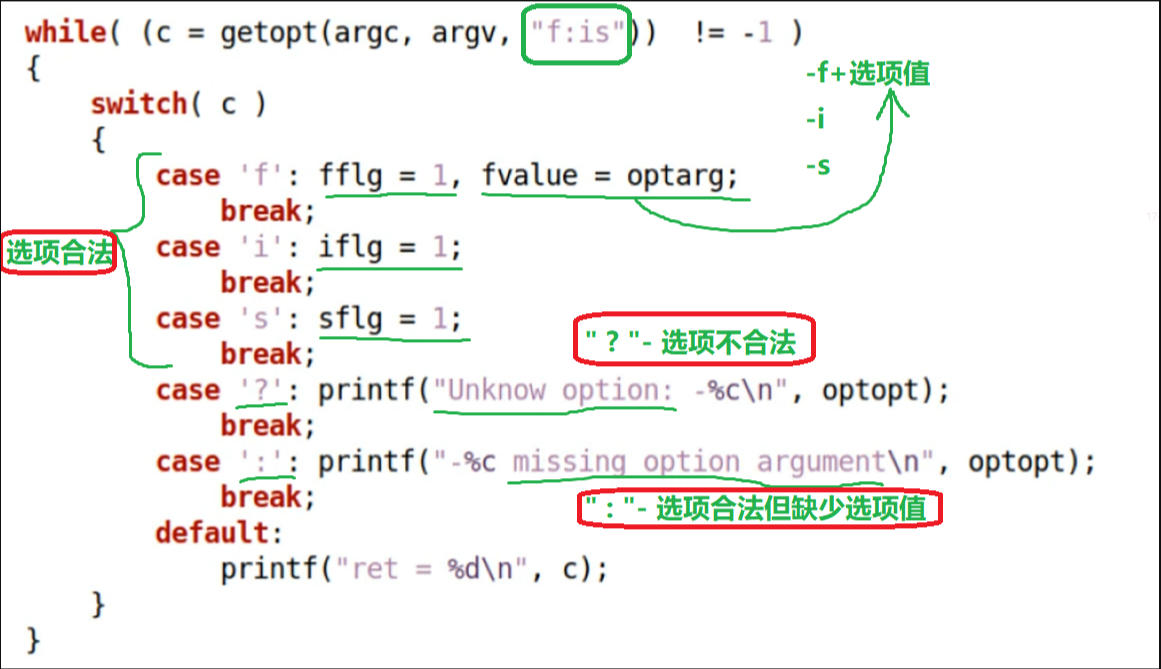 while( (c = getopt(argc, argv, "f:is")) != -1 )
{
-f+选项值
switch( c )
-i
{
-s
case 'f': fflg = 1, fvalue = optarg;
break;
选项合法
case 'i': iflg = 1;
break;
case 's': sflg = 1;
"？"- 选项不合法
break;
case '?': printf("Unknow option: -%c\n", optopt);
break;
case ':': printf("-%c missing option argument\n", optopt);
break;
"："- 选项合法但缺少选项值
default:
printf("ret = %d\n", c);
}
}